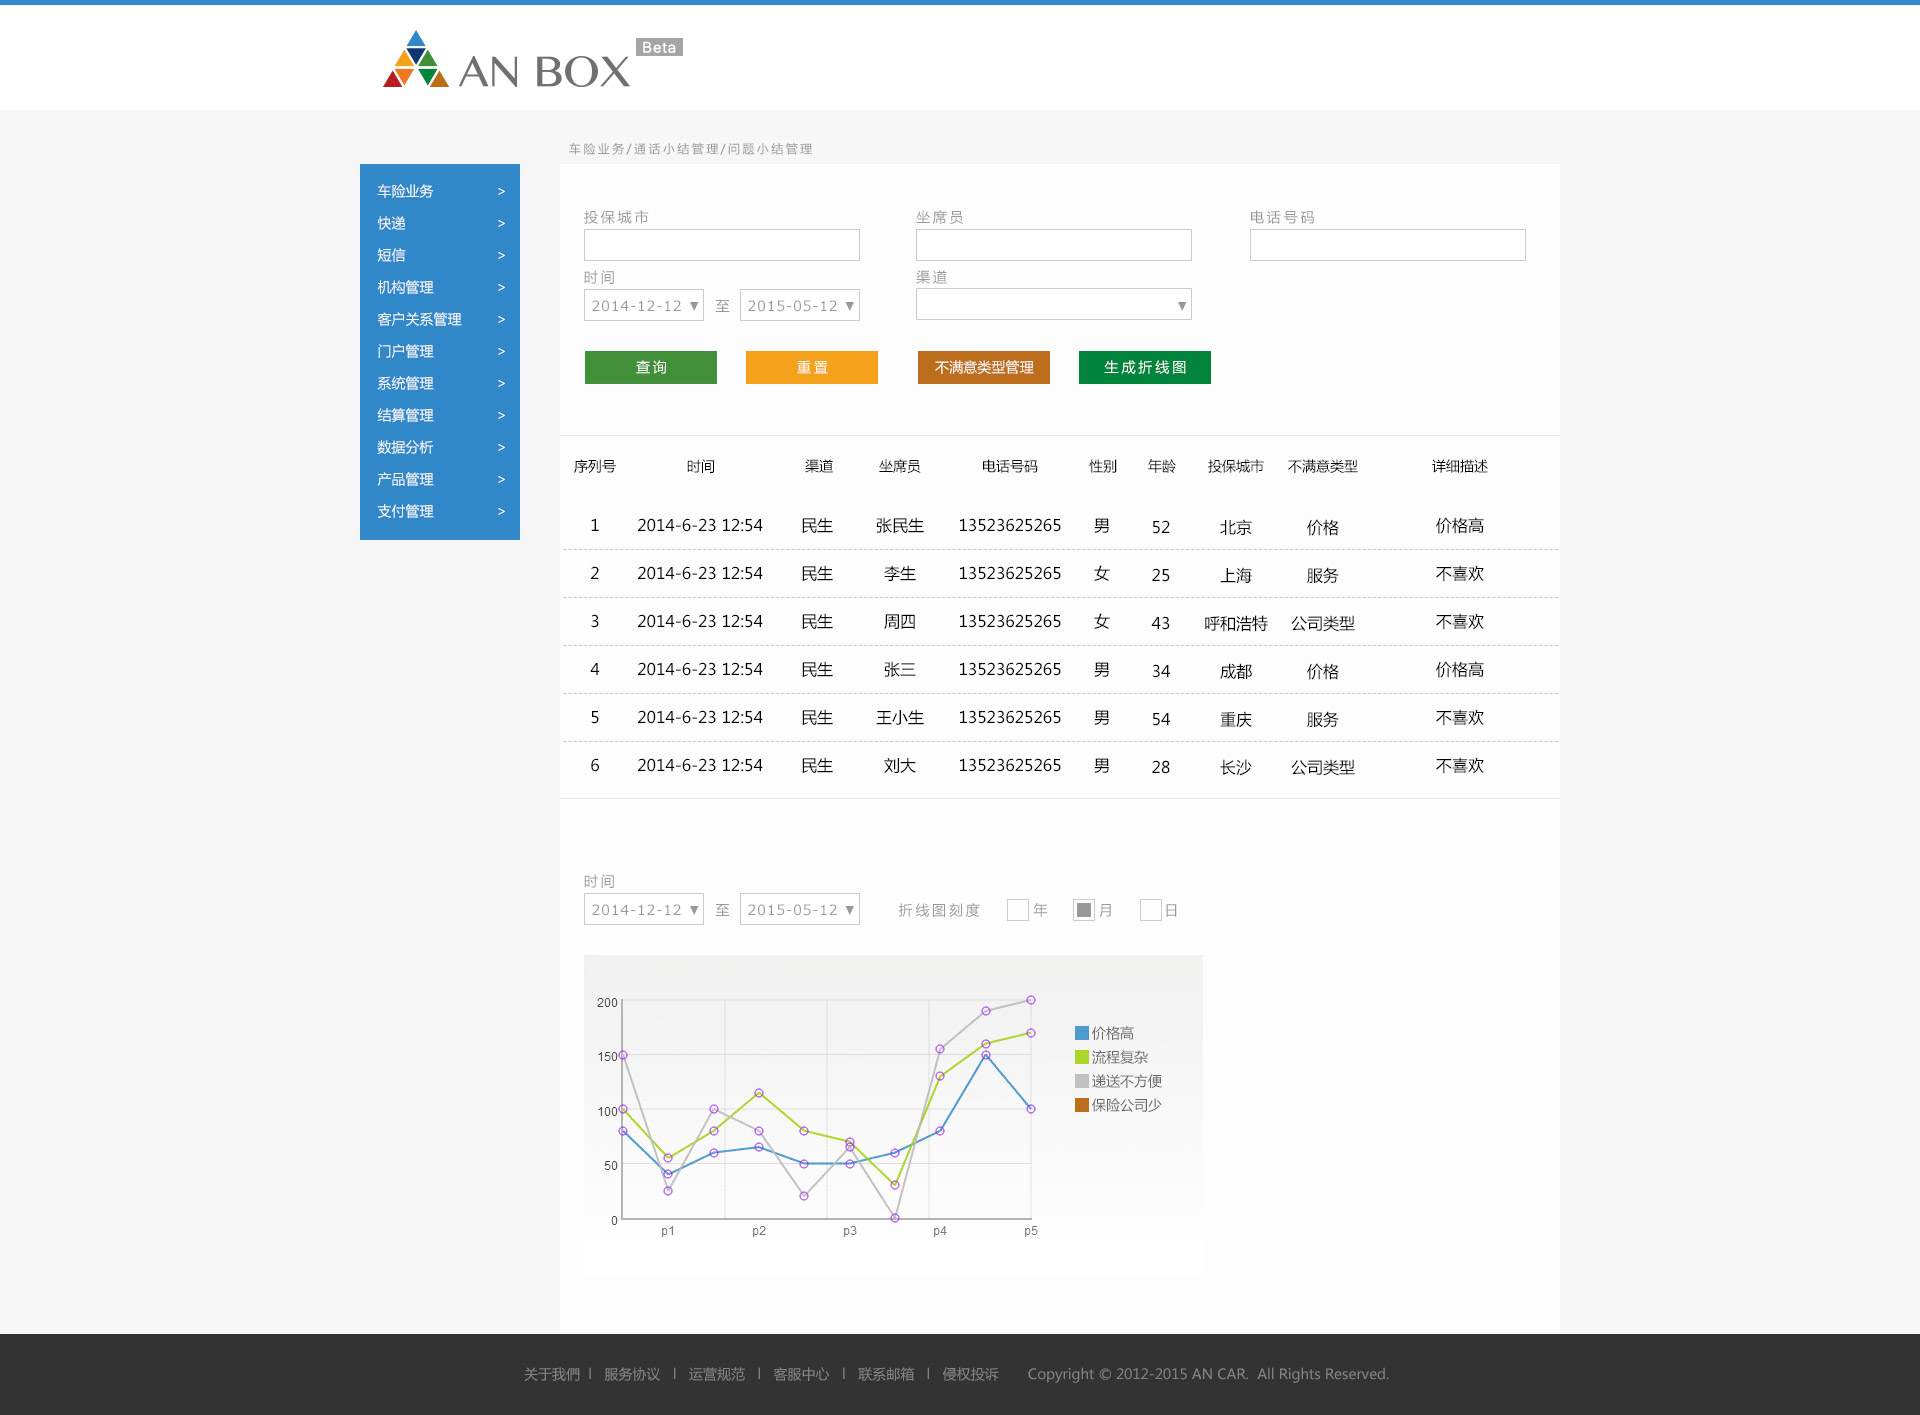 AN BOX Beta
车险业务/通话小结管理/问题小结管理
车险业务 >
快递 >
短信 >
机构管理 >
客户关系管理 >
门户管理 >
系统管理 >
结算管理 >
数据分析 >
产品管理 >
支付管理 >
投保城市 坐席员 电话号码
时间 渠道
2014-12-12 ▼ 至 2015-05-12 ▼ ▼
查询 重置 不满意类型管理 生成折线图
序列号 时间 渠道 坐席员 电话号码 性别 年龄 投保城市 不满意类型 详细描述
1 2014-6-23 12:54 民生 张民生 13523625265 男 52 北京 价格 价格高
2 2014-6-23 12:54 民生 李生 13523625265 女 25 上海 服务 不喜欢
3 2014-6-23 12:54 民生 周四 13523625265 女 43 呼和浩特 公司类型 不喜欢
4 2014-6-23 12:54 民生 张三 13523625265 男 34 成都 价格 价格高
5 2014-6-23 12:54 民生 王小生 13523625265 男 54 重庆 服务 不喜欢
6 2014-6-23 12:54 民生 刘大 13523625265 男 28 长沙 公司类型 不喜欢
时间
2014-12-12 ▼ 至 2015-05-12 ▼ 折线图刻度 年 月 日
200
150
100
50
0
p1 p2 p3 p4 p5
价格高
流程复杂
递送不方便
保险公司少
关于我們 | 服务协议 | 运营规范 | 客服中心 | 联系邮箱 | 侵权投诉 Copyright © 2012-2015 AN CAR. All Rights Reserved.